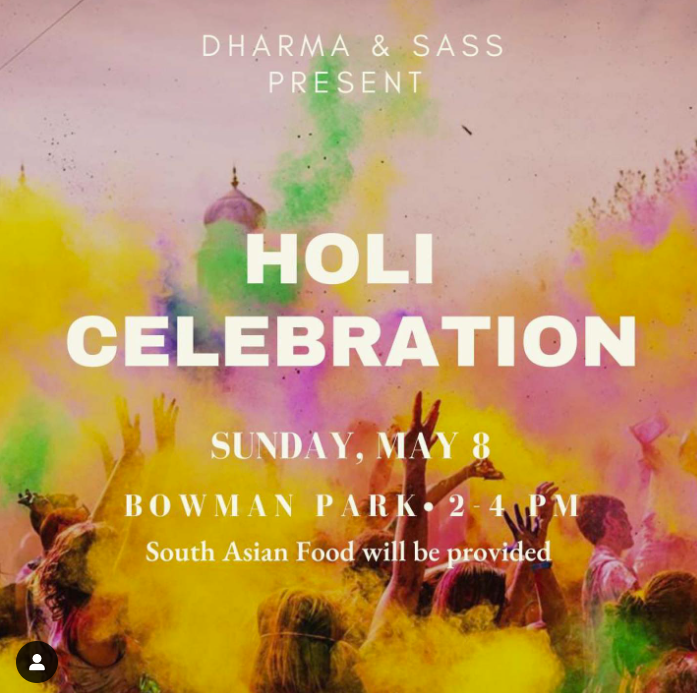 DHARMA & SASS
PRESENT
HOLI
CELEBRATION
SUNDAY, MAY 8
BOWMAN PARK• 2-4 PM
South Asian Food will be provided